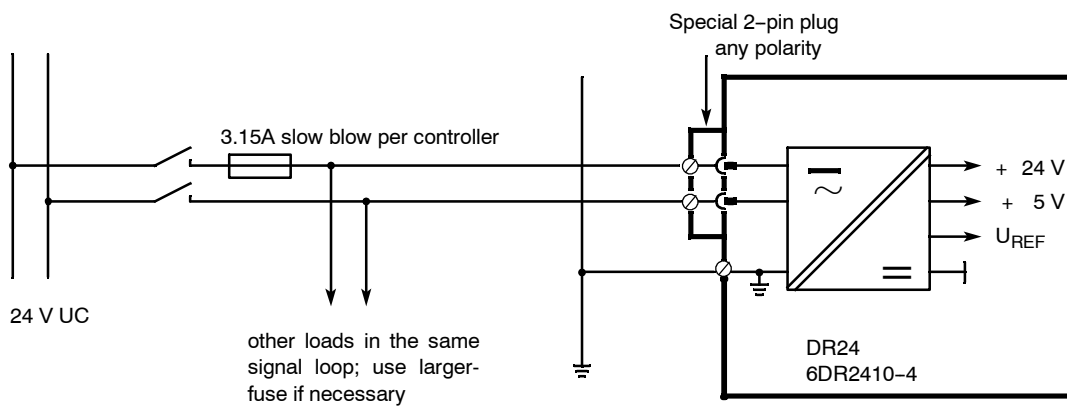 Special 2-pin plug
any polarity
3.15A slow blow per controller
+ 24 V
+ 5 V
UREF
24 V UC
other loads in the same
signal loop; use larger-
fuse if necessary
DR24
6DR2410-4